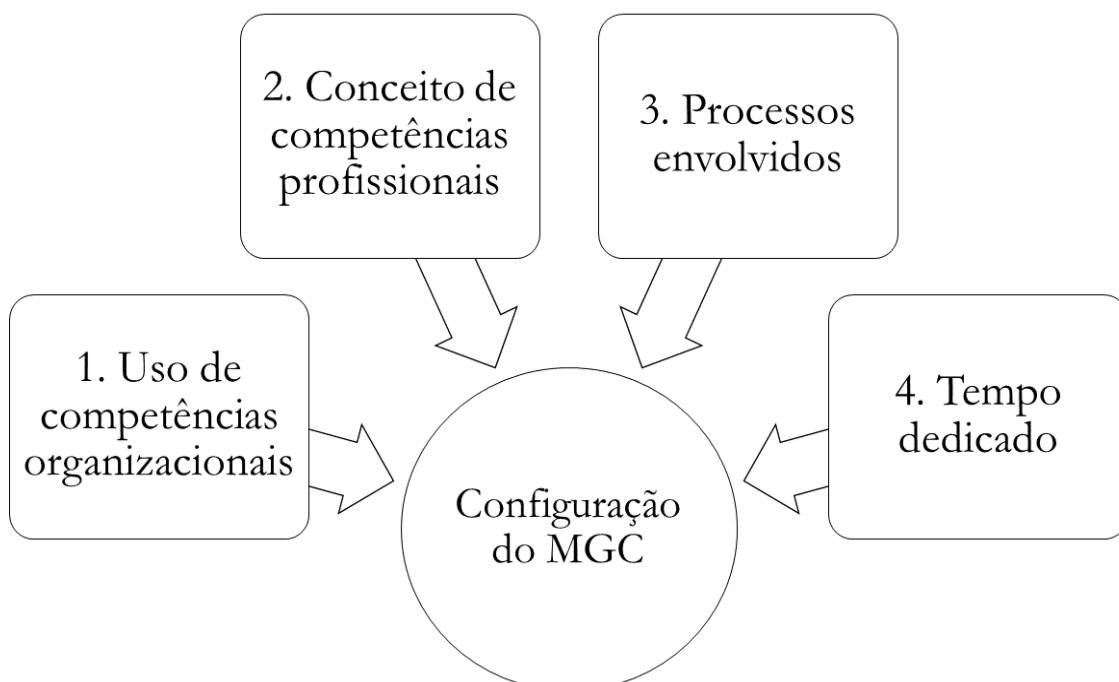 1. Uso de
competências
organizacionais
2. Conceito de
competências
profissionais
3. Processos
envolvidos
4. Tempo
dedicado
Configuração
do MGC